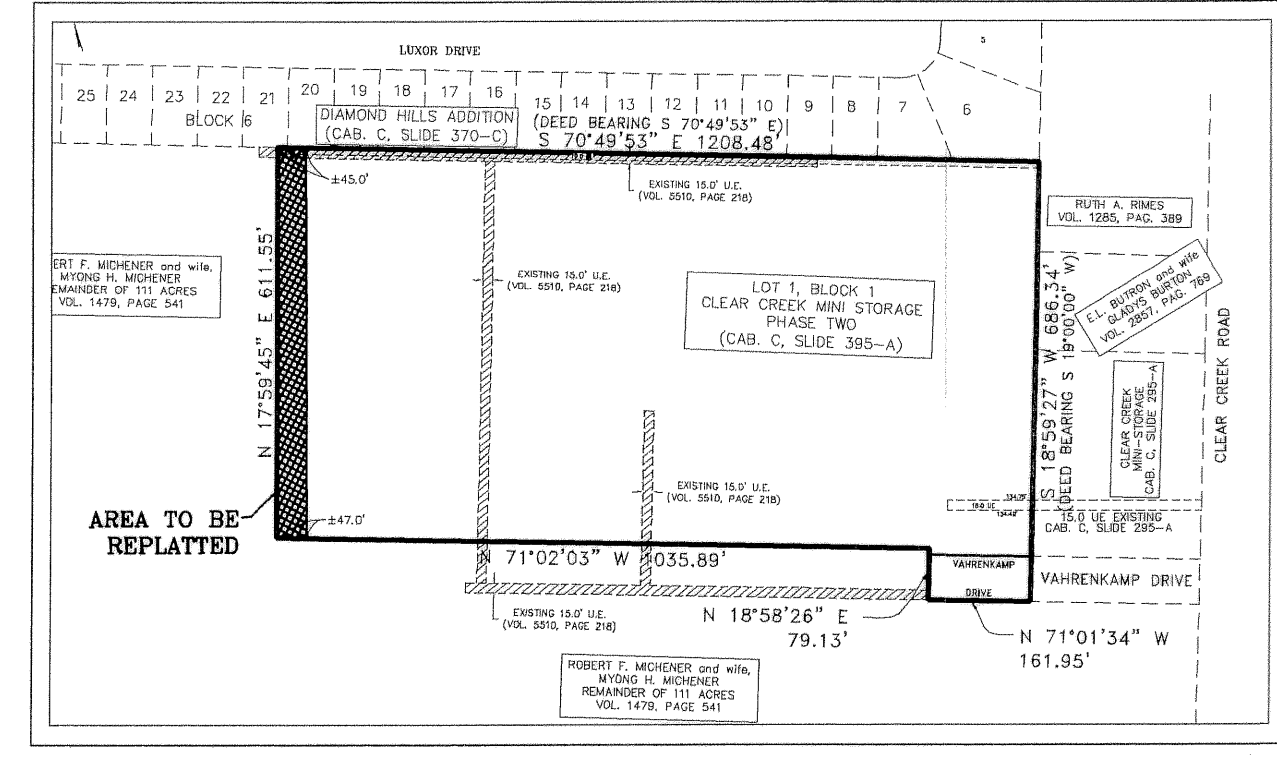 LUXOR DRIVE
5
25 24 23 22 21 20 19 18 17 16 15 14 13 12 11 10 9 8 7 6
BLOCK 6
DIAMOND HILLS ADDITION
(CAB. C, SLIDE 370-C)
(DEED BEARING S 70°49'53" E)
S 70°49'53" E 1208.48'
±45.0'
EXISTING 15.0' U.E.
(VOL. 5510, PAGE 218)
RUTH A. RIMES
VOL. 1285, PAG. 389
ERT F. MICHENER and wife,
MYONG H. MICHENER
EMAINDER OF 111 ACRES
VOL. 1479, PAGE 541
N 17°59'45" E 611.55'
EXISTING 15.0' U.E.
(VOL. 5510, PAGE 218)
LOT 1, BLOCK 1
CLEAR CREEK MINI STORAGE
PHASE TWO
(CAB. C, SLIDE 395-A)
S 18°59'27" W 686.34'
(DEED BEARING S 19°00'00" W)
E.L. BUTRON and wife
GLADYS BURTON
VOL. 2857, PAG. 769
CLEAR CREEK
MINI-STORAGE
CAB. C, SLIDE 295-A
CLEAR CREEK ROAD
EXISTING 15.0' U.E.
(VOL. 5510, PAGE 218)
15.0 UE EXISTING
CAB. C, SLIDE 295-A
AREA TO BE
REPLATTED
±47.0'
N 71°02'03" W 1035.89'
VAHRENKAMP
DRIVE
VAHRENKAMP DRIVE
EXISTING 15.0' U.E.
(VOL. 5510, PAGE 218)
N 18°58'26" E
79.13'
N 71°01'34" W
161.95'
ROBERT F. MICHENER and wife,
MYONG H. MICHENER
REMAINDER OF 111 ACRES
VOL. 1479, PAGE 541